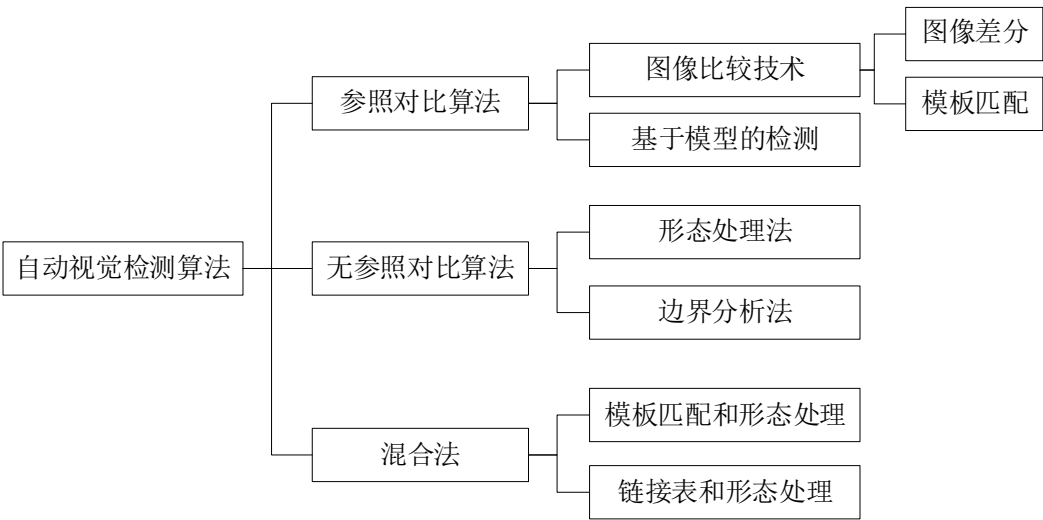 自动视觉检测算法
参照对比算法
图像比较技术
图像差分
模板匹配
基于模型的检测
无参照对比算法
形态处理法
边界分析法
混合法
模板匹配和形态处理
链接表和形态处理